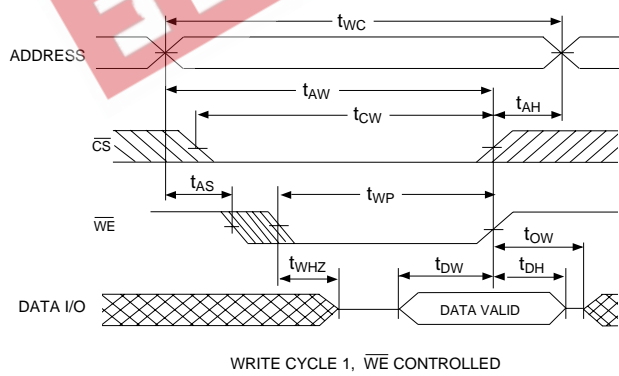 tWC
ADDRESS
tAW
tAH
tCW
CS
tAS
tWP
WE
tOW
tWHZ
tDW
tDH
DATA I/O
DATA VALID
WRITE CYCLE 1, WE CONTROLLED